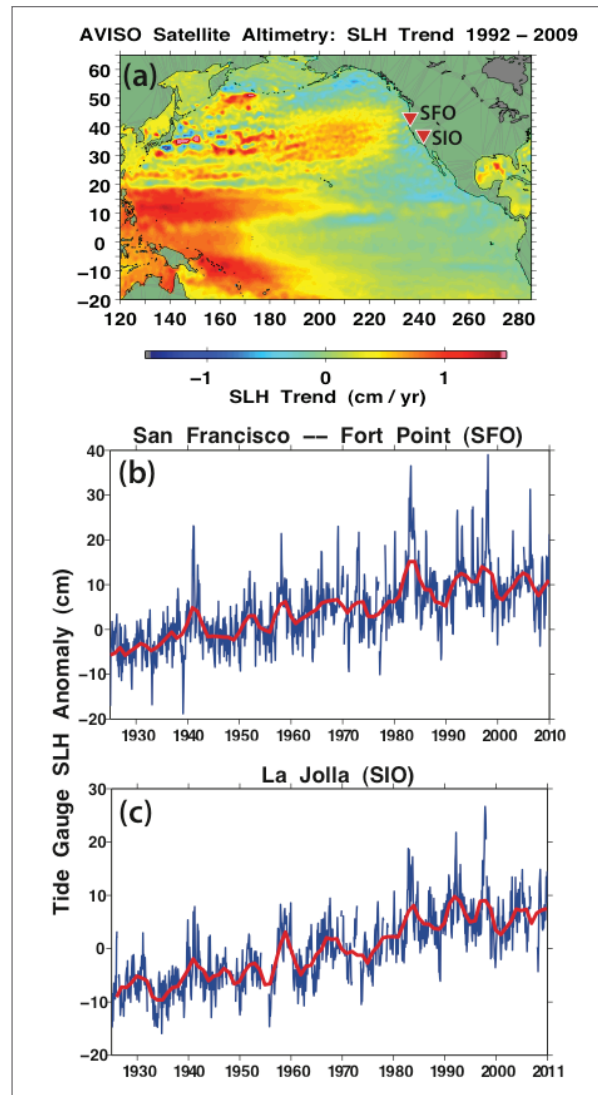 AVISO Satellite Altimetry: SLH Trend 1992 – 2009
(a)
60
50
40
30
20
10
0
−10
−20
SFO
SIO
120 140 160 180 200 220 240 260 280
−1 0 1
SLH Trend (cm / yr)
San Francisco −− Fort Point (SFO)
(b)
40
30
20
10
0
−10
−20
1930 1940 1950 1960 1970 1980 1990 2000 2010
Tide Gauge SLH Anomaly (cm)
La Jolla (SIO)
(c)
30
20
10
0
−10
−20
1930 1940 1950 1960 1970 1980 1990 2000 2011